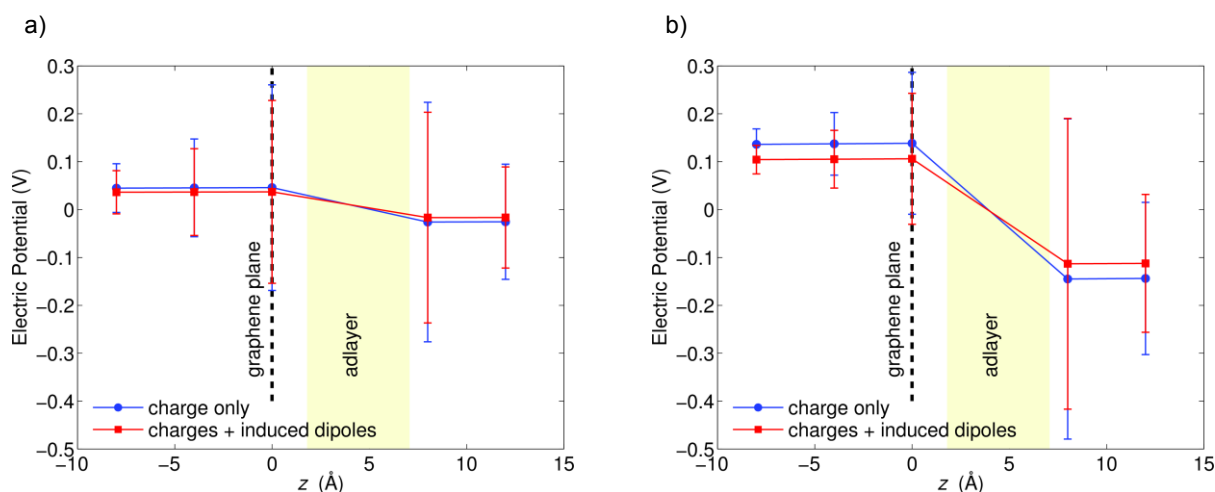 a)
Electric Potential (V)
0.3
0.2
0.1
0
−0.1
−0.2
−0.3
−0.4
−0.5
graphene plane
adlayer
charge only
charges + induced dipoles
−10
−5
0
5
10
15
z (Å)
b)
Electric Potential (V)
0.3
0.2
0.1
0
−0.1
−0.2
−0.3
−0.4
−0.5
graphene plane
adlayer
charge only
charges + induced dipoles
−10
−5
0
5
10
15
z (Å)